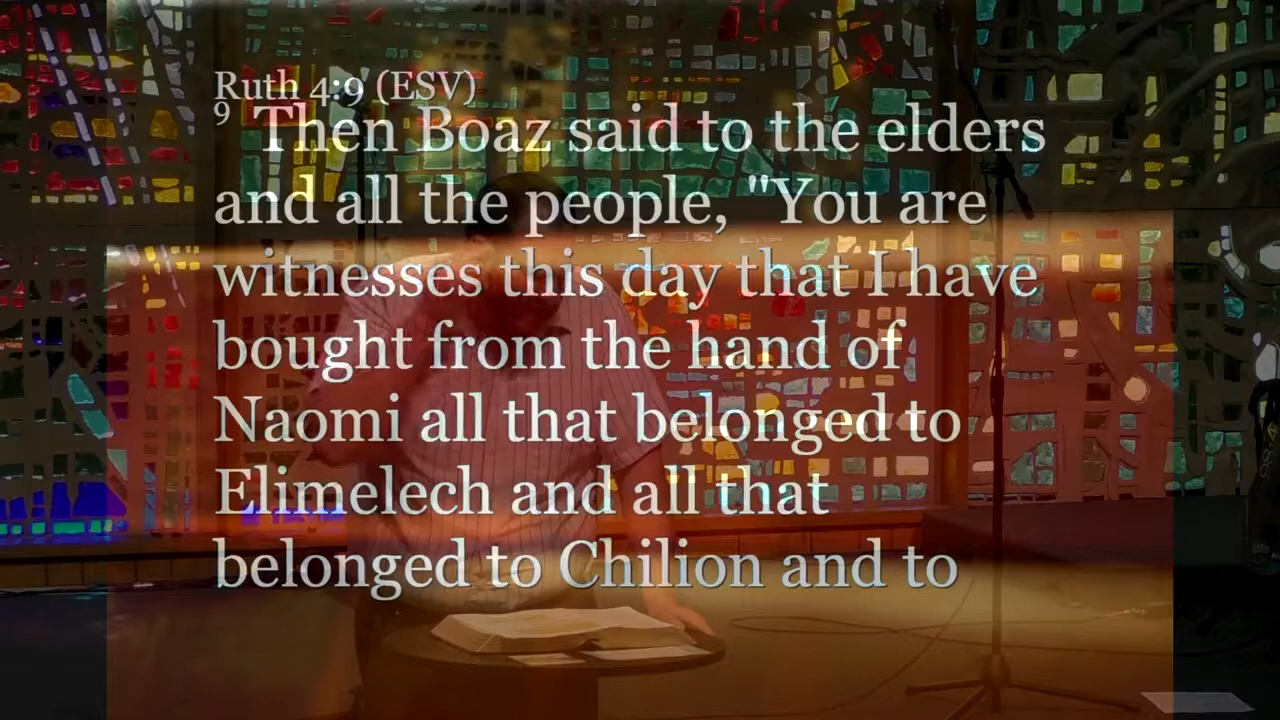 Ruth 4:9 (ESV)
9 Then Boaz said to the elders
and all the people, "You are
witnesses this day that I have
bought from the hand of
Naomi all that belonged to
Elimelech and all that
belonged to Chilion and to